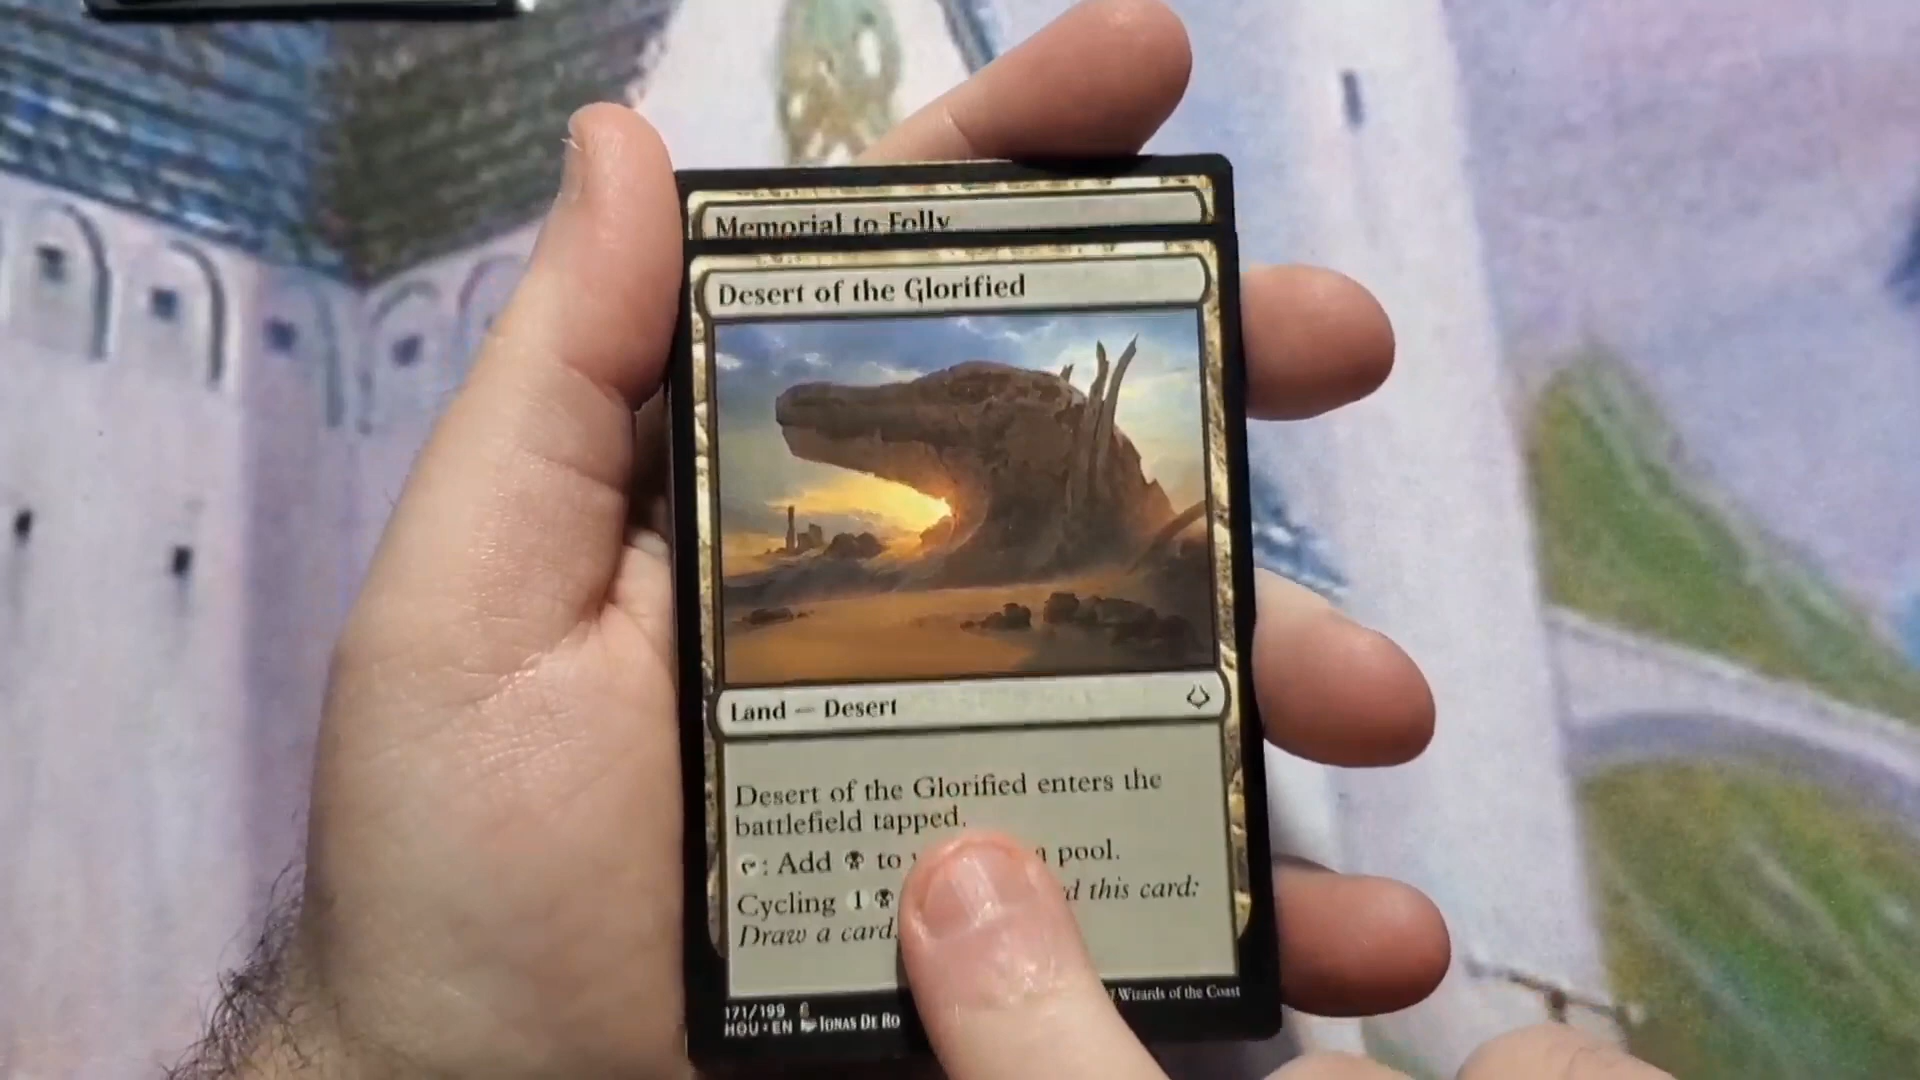 Memorial to Folly
Desert of the Glorified
Land — Desert
Desert of the Glorified enters the
battlefield tapped.
: Add to a pool.
Cycling 1 this card:
Draw a card.
171/199 C
HOU • EN JONAS DE RO
Wizards of the Coast